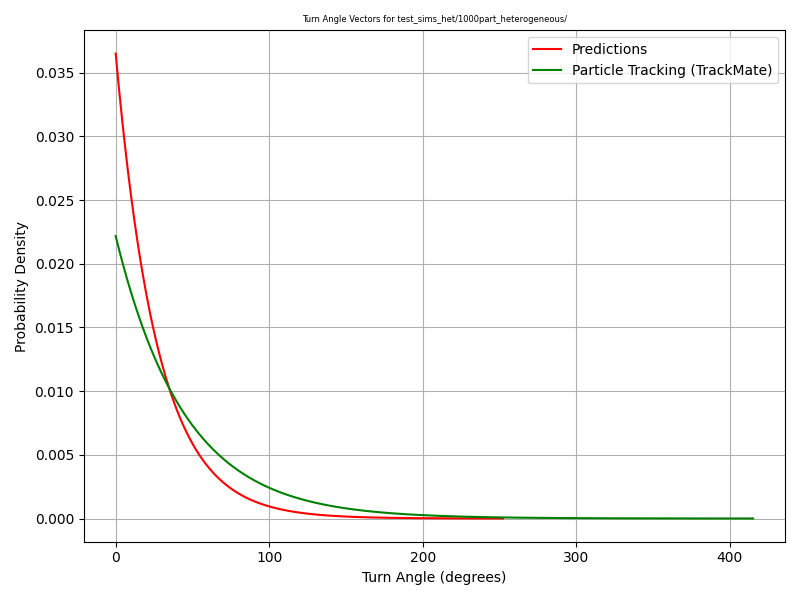 Turn Angle Vectors for test_sims_het/1000part_heterogeneous/
Predictions
Particle Tracking (TrackMate)
0.035
0.030
0.025
0.020
0.015
0.010
0.005
0.000
Probability Density
0 100 200 300 400
Turn Angle (degrees)